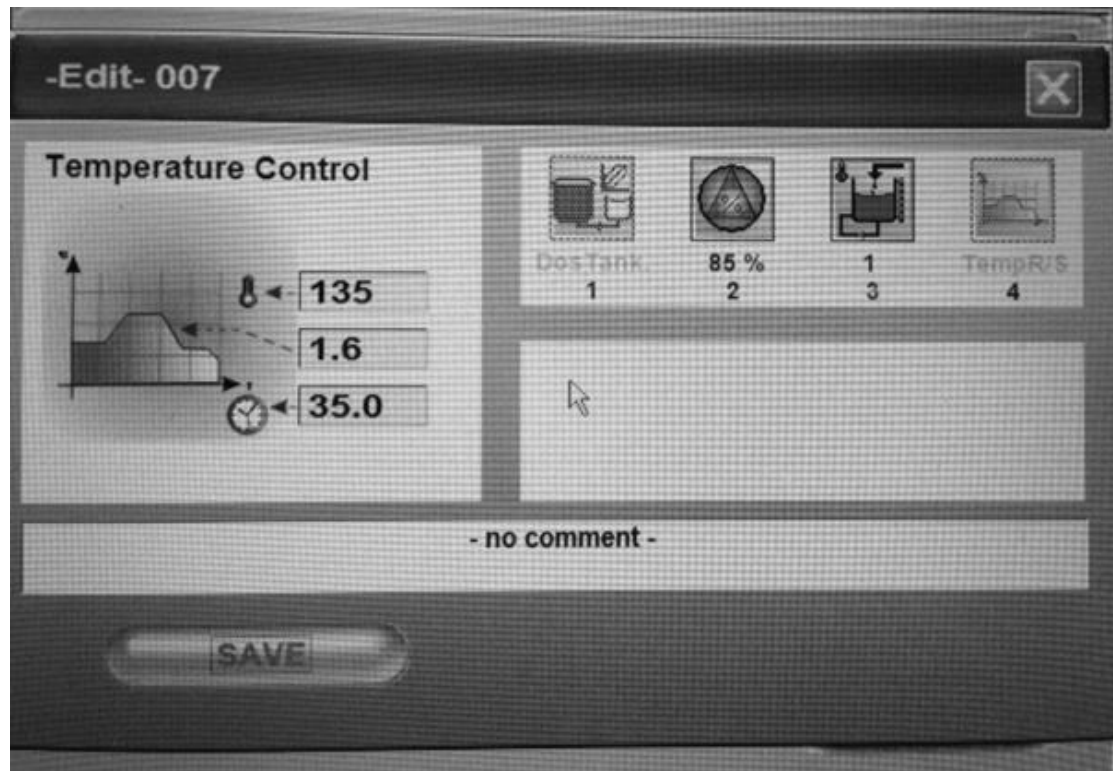 -Edit- 007
Temperature Control
135
1.6
35.0
DosTank.
85 %
1
TempR/S
1
2
3
4
- no comment -
SAVE